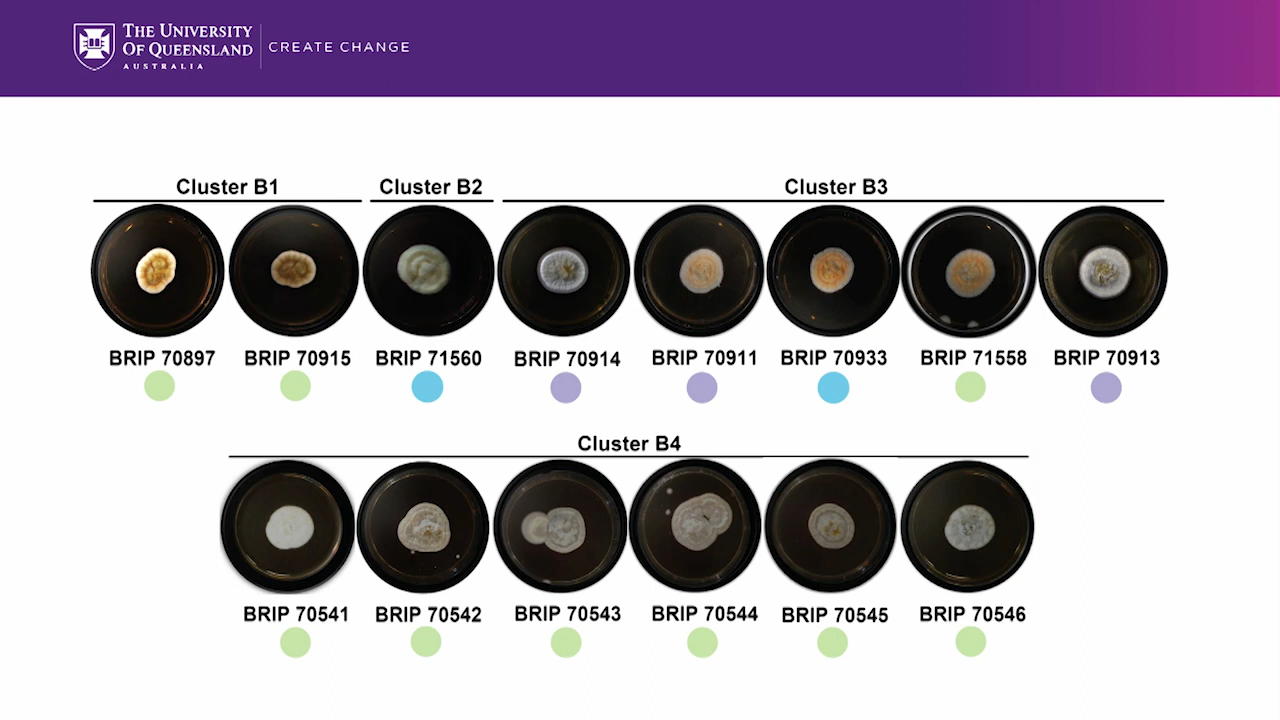 THE UNIVERSITY
OF QUEENSLAND
AUSTRALIA
CREATE CHANGE
Cluster B1 Cluster B2 Cluster B3
BRIP 70897 BRIP 70915 BRIP 71560 BRIP 70914 BRIP 70911 BRIP 70933 BRIP 71558 BRIP 70913
Cluster B4
BRIP 70541 BRIP 70542 BRIP 70543 BRIP 70544 BRIP 70545 BRIP 70546